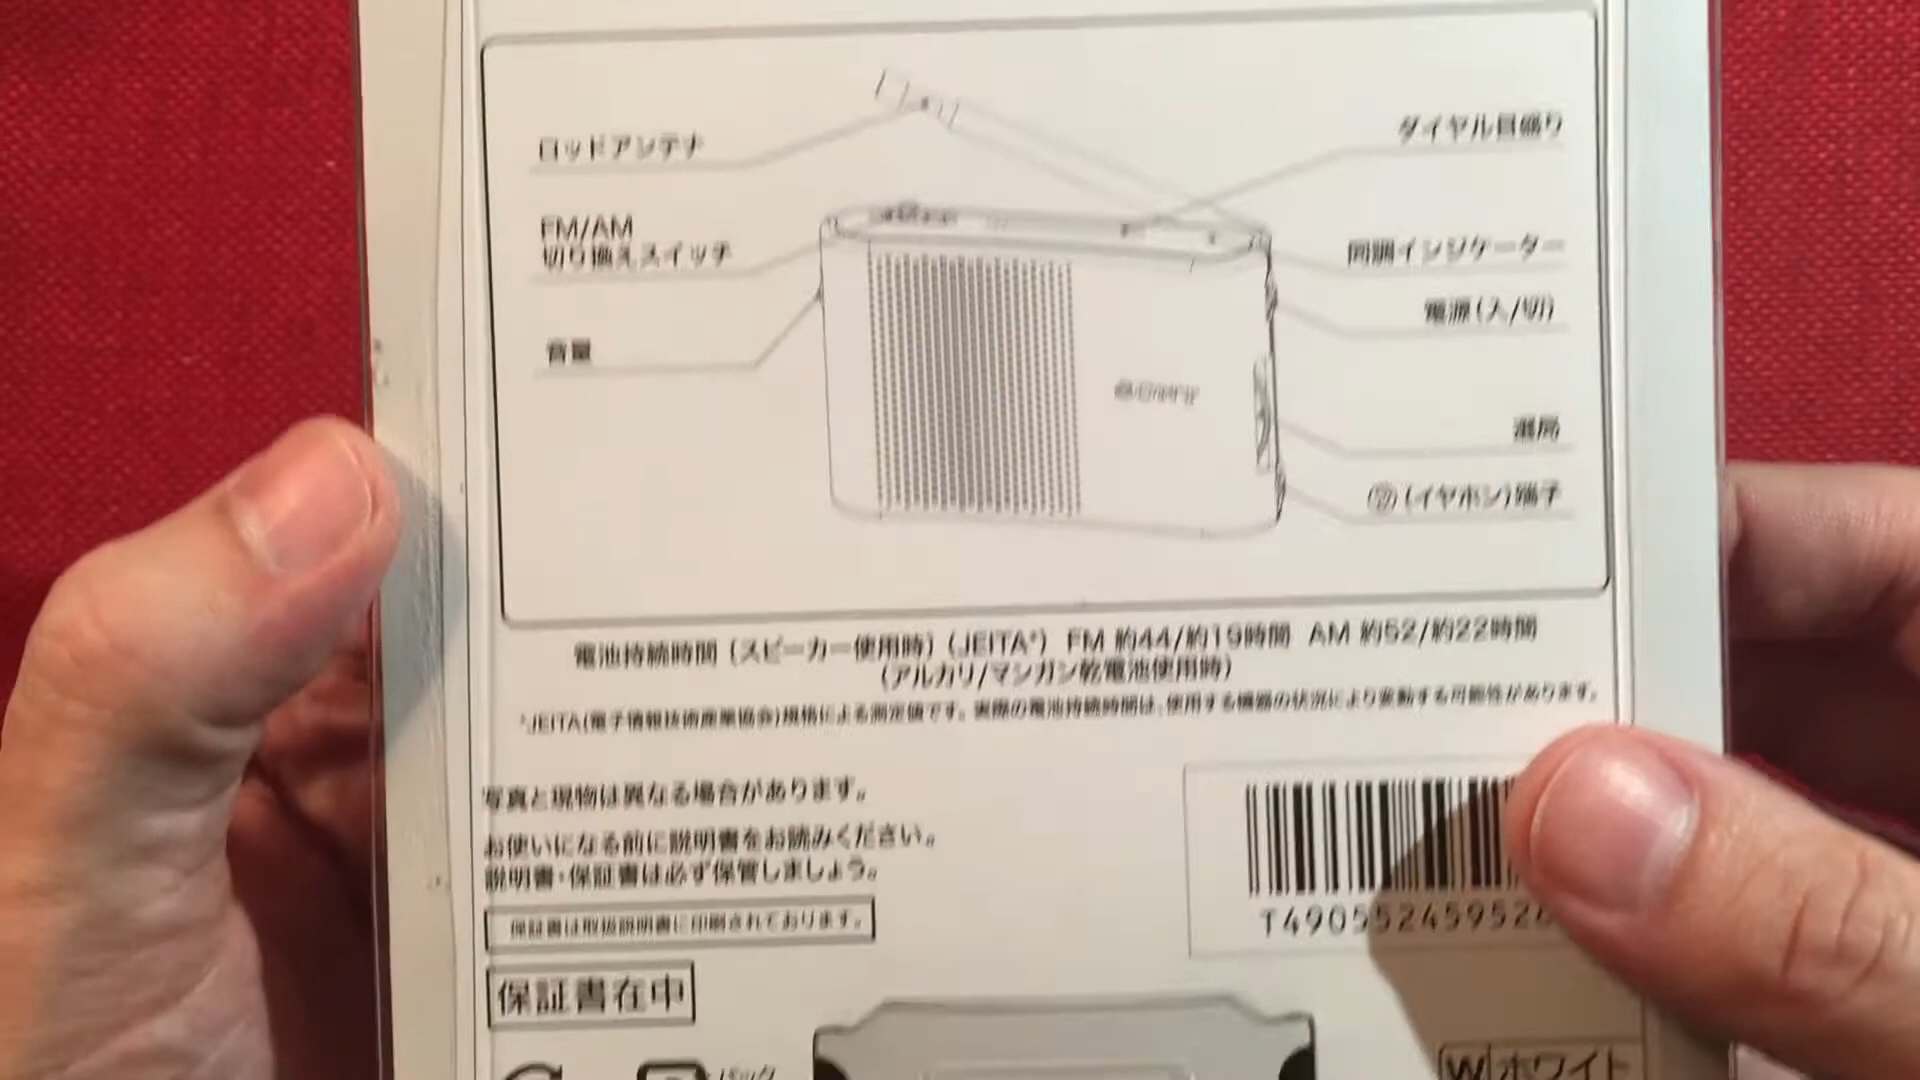 ロッドアンテナ
FM/AM
切り換えスイッチ
音量
ダイヤル目盛り
同調インジケーター
電源(入/切)
選局
(イヤホン)端子
電池持続時間(スピーカー使用時)(JEITA*) FM 約44/約19時間 AM 約52/約22時間
(アルカリ/マンガン乾電池使用時)
*JEITA(電子情報技術産業協会)規格による測定値です。実際の電池持続時間は、使用する機器の状況により変動する可能性があります。
写真と現物は異なる場合があります。
お使いになる前に説明書をお読みください。
説明書・保証書は必ず保管しましょう。
保証書は取扱説明書に印刷されております。
T490552459526
保証書在中
パック
W ホワイト